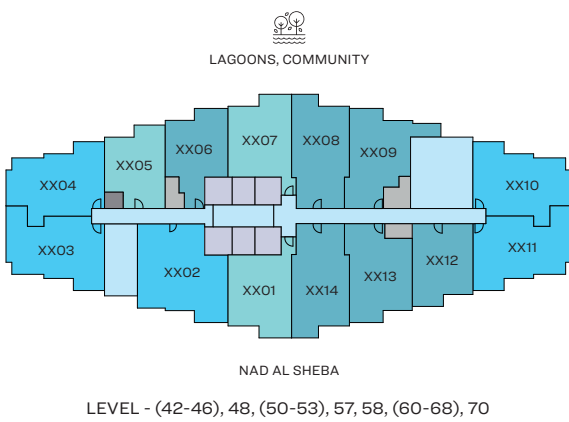 LAGOONS, COMMUNITY
XX07
XX08
XX06
XX09
XX05
XX04
XX10
XX03
XX11
XX02
XX12
XX13
XX01
XX14
NAD AL SHEBA
LEVEL - (42-46), 48, (50-53), 57, 58, (60-68), 70